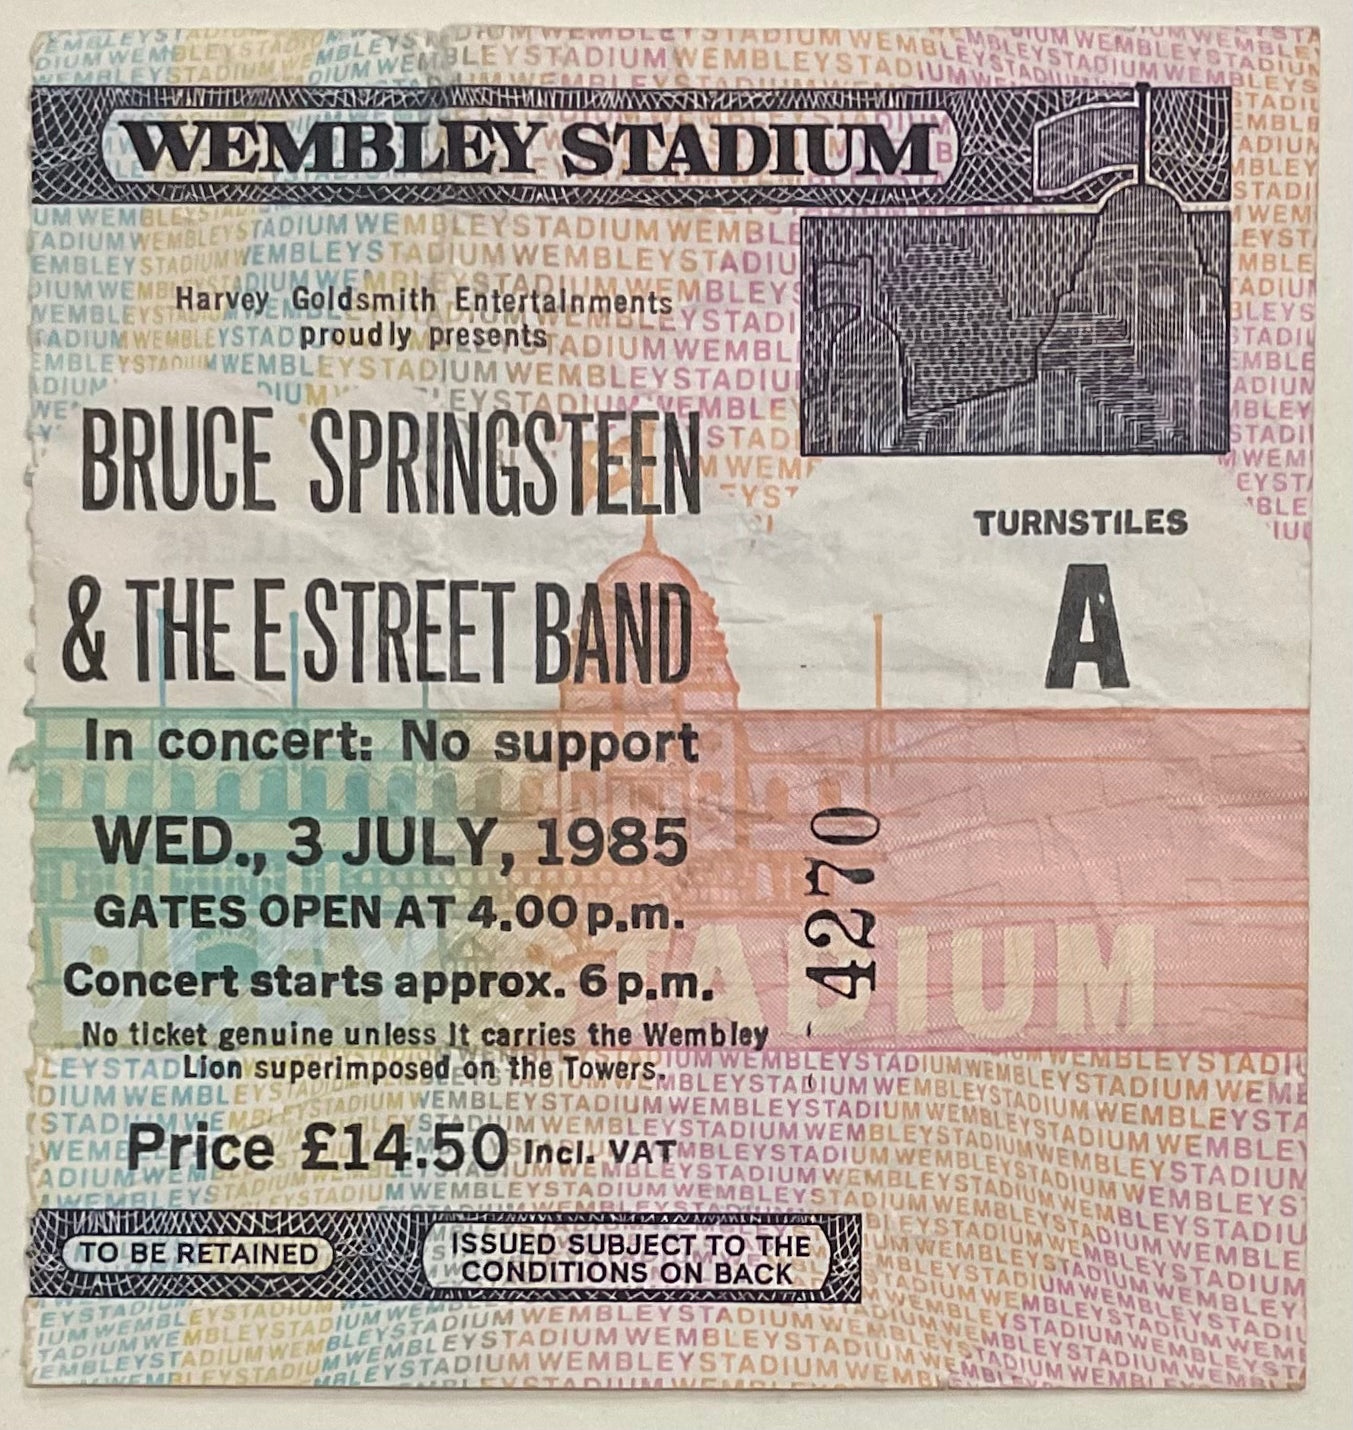 WEMBLEY STADIUM
Harvey Goldsmith Entertainments
proudly presents
BRUCE SPRINGSTEEN
& THE E STREET BAND
TURNSTILES
A
In concert: No support
WED., 3 JULY, 1985
GATES OPEN AT 4.00 p.m.
Concert starts approx. 6 p.m.
4270
No ticket genuine unless it carries the Wembley
Lion superimposed on the Towers.
Price £14.50 Incl. VAT
TO BE RETAINED
ISSUED SUBJECT TO THE
CONDITIONS ON BACK